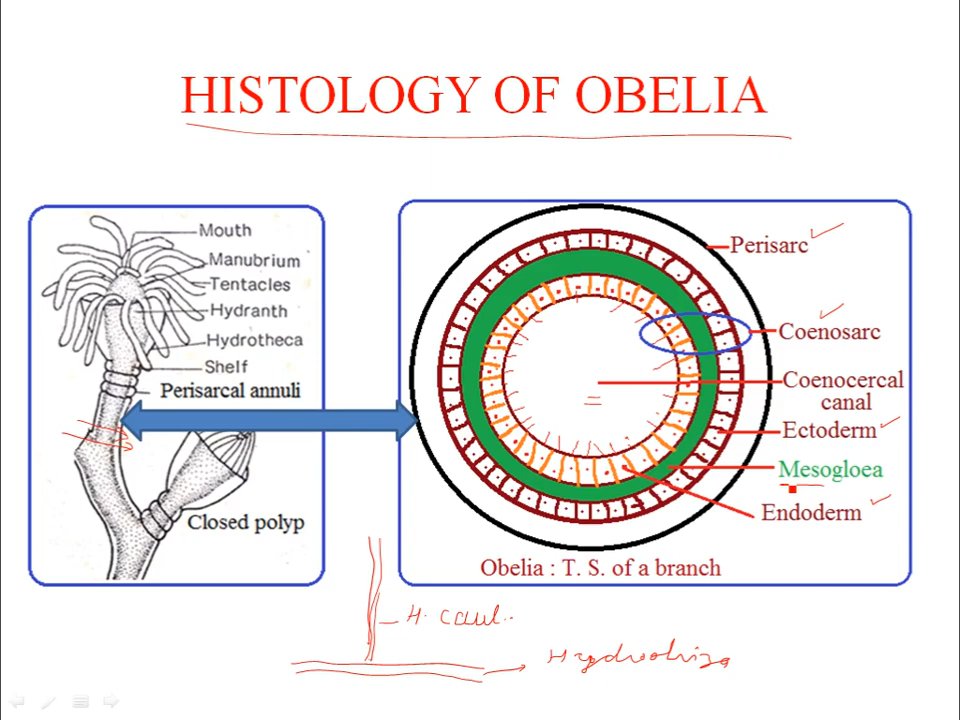 HISTOLOGY OF OBELIA
Mouth
Manubrium
Tentacles
Hydranth
Hydrotheca
Shelf
Perisarcal annuli
Closed polyp
Perisarc
Coenosarc
Coenocercal
canal
Ectoderm
Mesogloea
Endoderm
Obelia : T. S. of a branch
H. caul..
Hydrorhiza